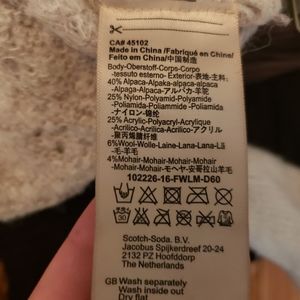 CA# 45102
Made in China /Fabriqué en Chine/
Feito em China/中国制造
Body-Oberstoff-Corps-Corpo
-tessuto esterno- Exterior-表地-主料
40% Alpaca-Alpaka-alpaca-alpaca
-Alpaca-Alpaca-アルパカ-羊驼
25% Nylon-Polyamid-Polyamide
-Poliamida-Poliammide -Poliamida
-ナイロン-锦纶
25% Acrylic-Polyacryl-Acrylique
-Acrilico-Acrilico-Acrílico-アクリル
-聚丙烯腈纤维
6%Wool-Wolle-Laine-Lana-Lana-Lã
-毛-羊毛
4%Mohair-Mohair-Mohair-Mohair
-Mohair-Mohair-モヘヤ-安哥拉山羊
毛
102226-16-FWLM-D60
30
Scotch-Soda. B.V.
Jacobus Spijkerdreef 20-24
2132 PZ Hoofddorp
The Netherlands
GB Wash separately
Wash inside out
Dry flat